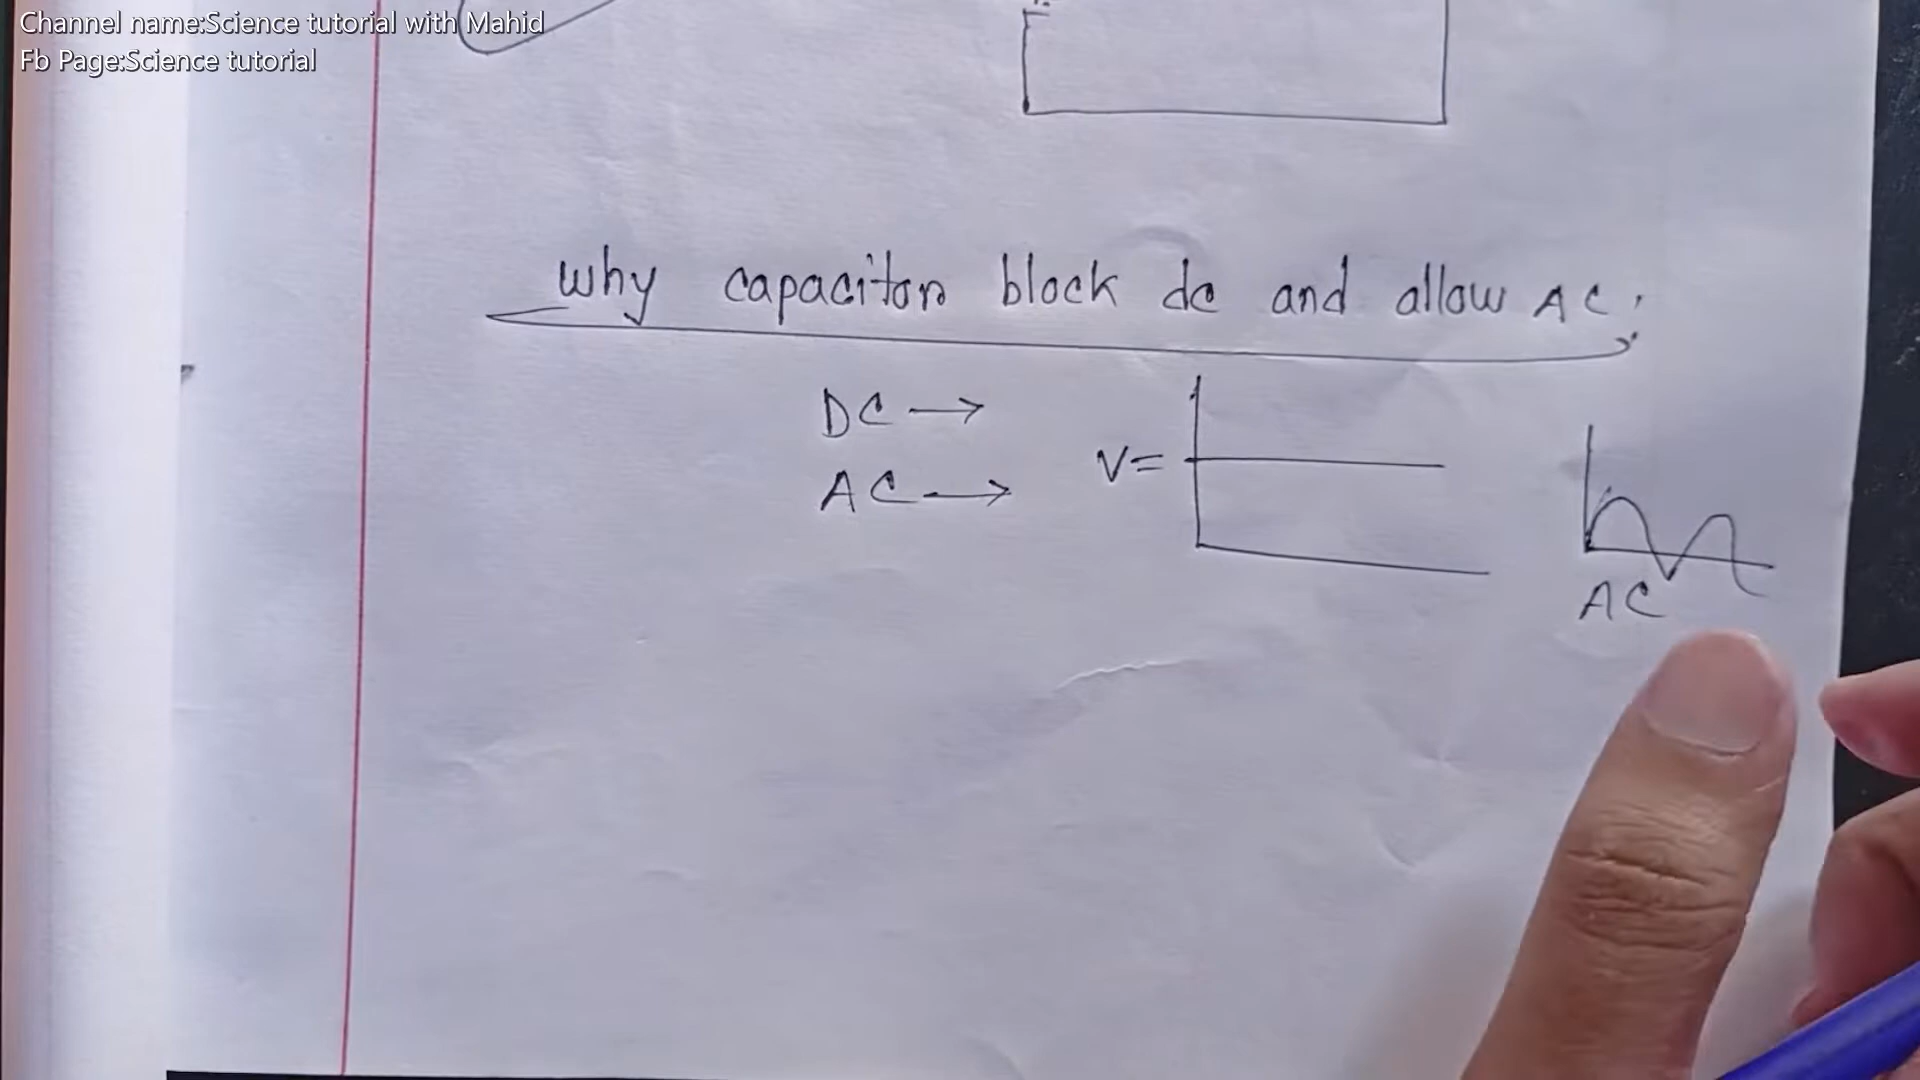 Channel name:Science tutorial with Mahid
Fb Page:Science tutorial
why capacitor block dc and allow AC.
DC →
AC →
V=
AC